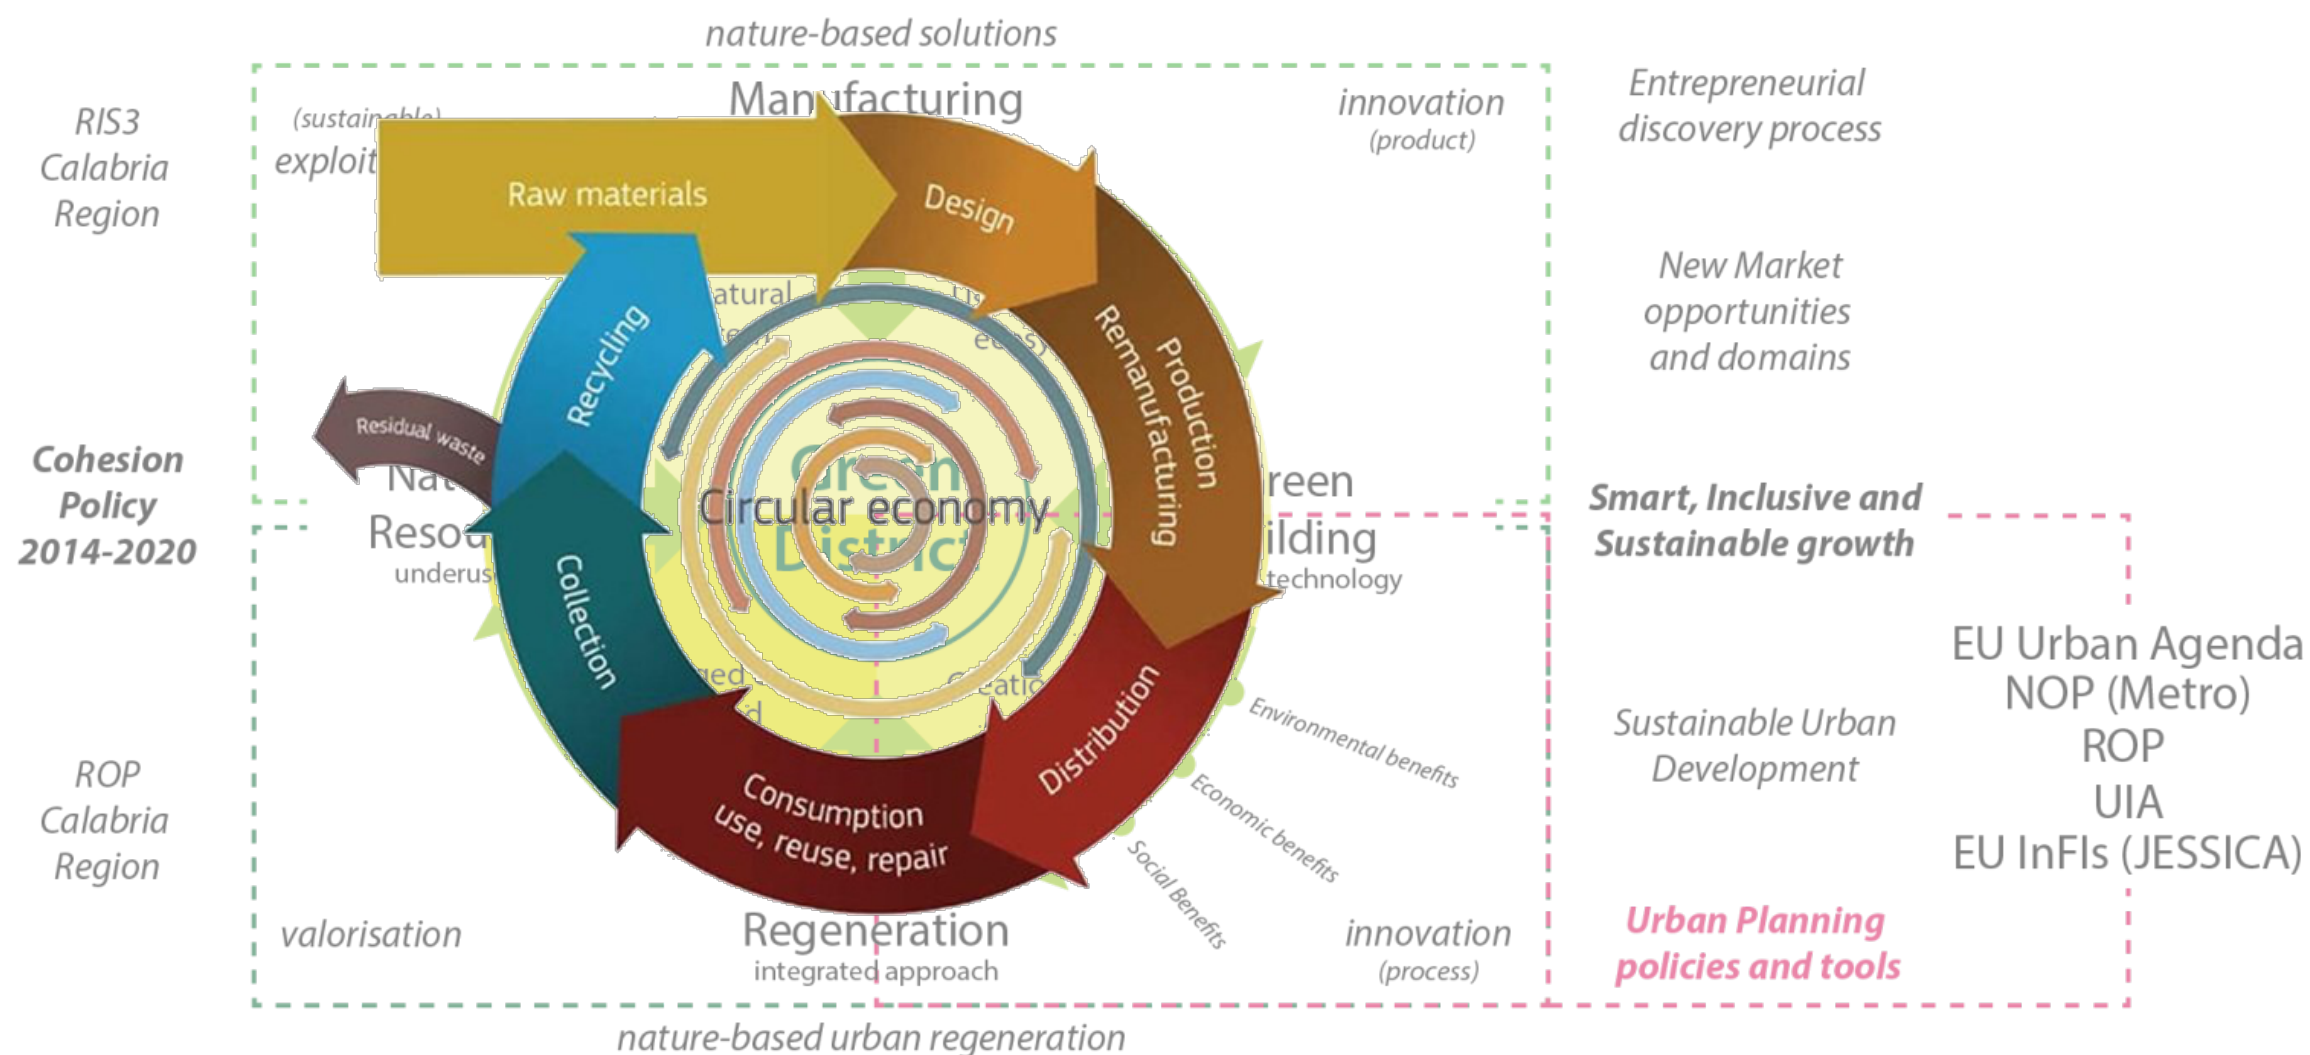 nature-based solutions
RIS3
Calabria
Region
(sustainable)
Manufacturing
innovation
(product)
Entrepreneurial
discovery process
Raw materials
Design
New Market
opportunities
and domains
Production
Remanufacturing
Recycling
Residual waste
Cohesion
Policy
2014-2020
Green
District
Circular economy
technology
Smart, Inclusive and
Sustainable growth
Collection
Distribution
Consumption
use, reuse, repair
Environmental benefits
Economic benefits
Social Benefits
EU Urban Agenda
NOP (Metro)
ROP
UIA
EU InFIs (JESSICA)
Sustainable Urban
Development
ROP
Calabria
Region
valorisation
Regeneration
integrated approach
innovation
(process)
Urban Planning
policies and tools
nature-based urban regeneration